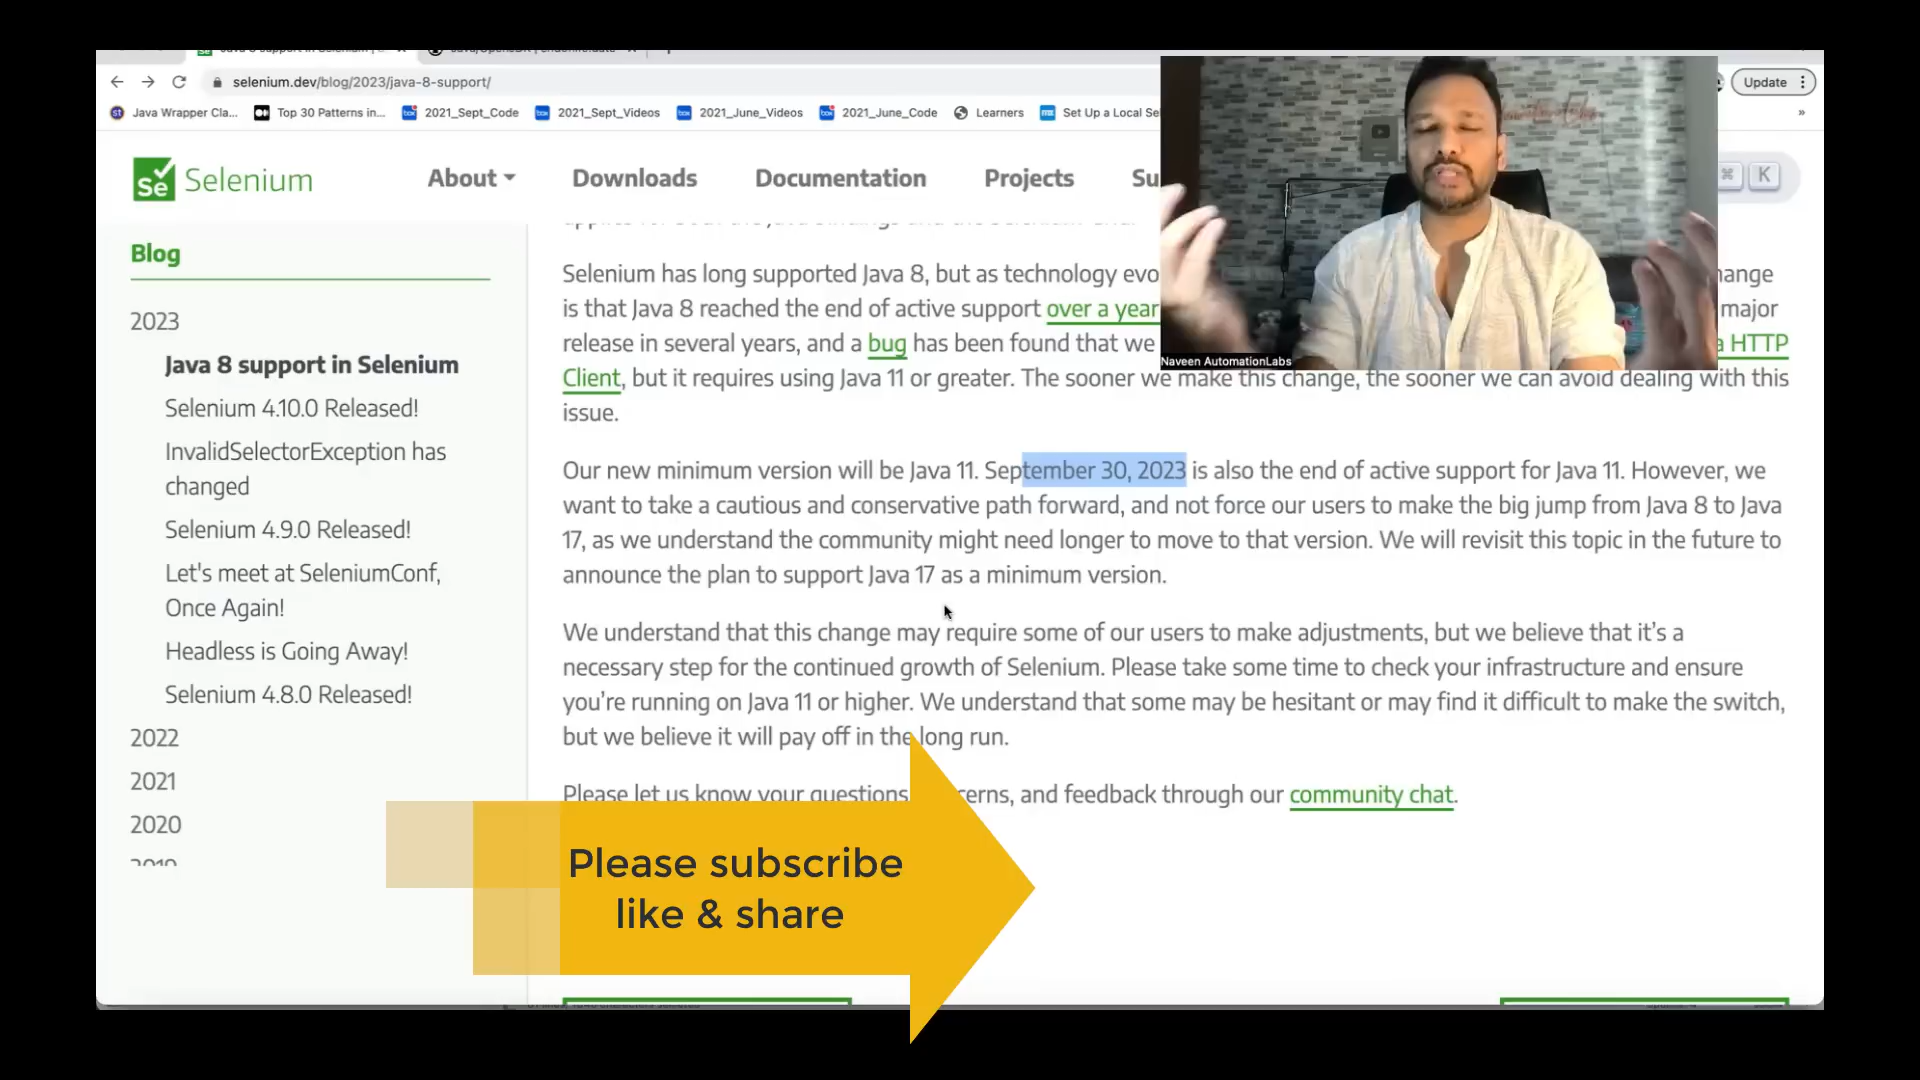 Java 8 support in Selenium
Java/OpenJDK | endoflife.date
selenium.dev/blog/2023/java-8-support/
Update
Java Wrapper Cla...
Top 30 Patterns in...
2021_Sept_Code
2021_Sept_Videos
2021_June_Videos
2021_June_Code
Learners
Set Up a Local Se
»
Se Selenium
About
Downloads
Documentation
Projects
Su
⌘ K
Blog
2023
Java 8 support in Selenium
Selenium 4.10.0 Released!
InvalidSelectorException has
changed
Selenium 4.9.0 Released!
Let's meet at SeleniumConf,
Once Again!
Headless is Going Away!
Selenium 4.8.0 Released!
2022
2021
2020
2019
Selenium has long supported Java 8, but as technology evo hange
is that Java 8 reached the end of active support over a year major
release in several years, and a bug has been found that we a HTTP
Client, but it requires using Java 11 or greater. The sooner we make this change, the sooner we can avoid dealing with this
issue.
Our new minimum version will be Java 11. September 30, 2023 is also the end of active support for Java 11. However, we
want to take a cautious and conservative path forward, and not force our users to make the big jump from Java 8 to Java
17, as we understand the community might need longer to move to that version. We will revisit this topic in the future to
announce the plan to support Java 17 as a minimum version.
We understand that this change may require some of our users to make adjustments, but we believe that it's a
necessary step for the continued growth of Selenium. Please take some time to check your infrastructure and ensure
you're running on Java 11 or higher. We understand that some may be hesitant or may find it difficult to make the switch,
but we believe it will pay off in the long run.
Please let us know your questions cerns, and feedback through our community chat.
Naveen AutomationLabs
Please subscribe
like & share